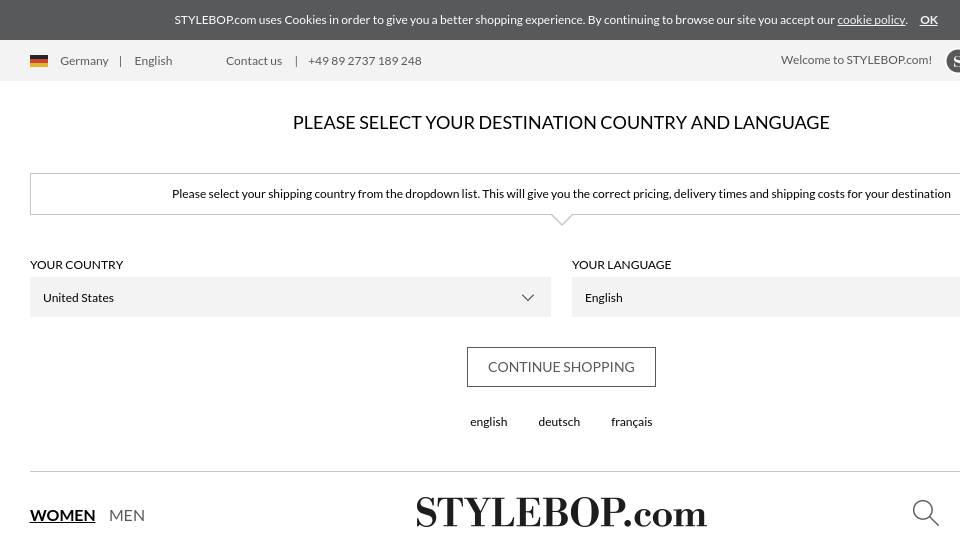 STYLEBOP.com uses Cookies in order to give you a better shopping experience. By continuing to browse our site you accept our cookie policy. OK
Germany | English Contact us | +49 89 2737 189 248 Welcome to STYLEBOP.com! S
PLEASE SELECT YOUR DESTINATION COUNTRY AND LANGUAGE
Please select your shipping country from the dropdown list. This will give you the correct pricing, delivery times and shipping costs for your destination
YOUR COUNTRY YOUR LANGUAGE
United States English
CONTINUE SHOPPING
english deutsch français
WOMEN MEN STYLEBOP.com